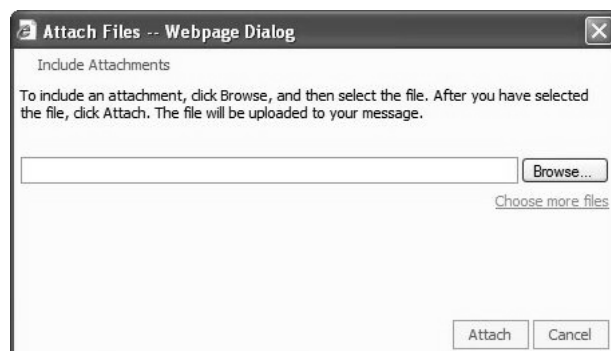 Attach Files -- Webpage Dialog
Include Attachments
To include an attachment, click Browse, and then select the file. After you have selected
the file, click Attach. The file will be uploaded to your message.
Browse...
Choose more files
Attach Cancel